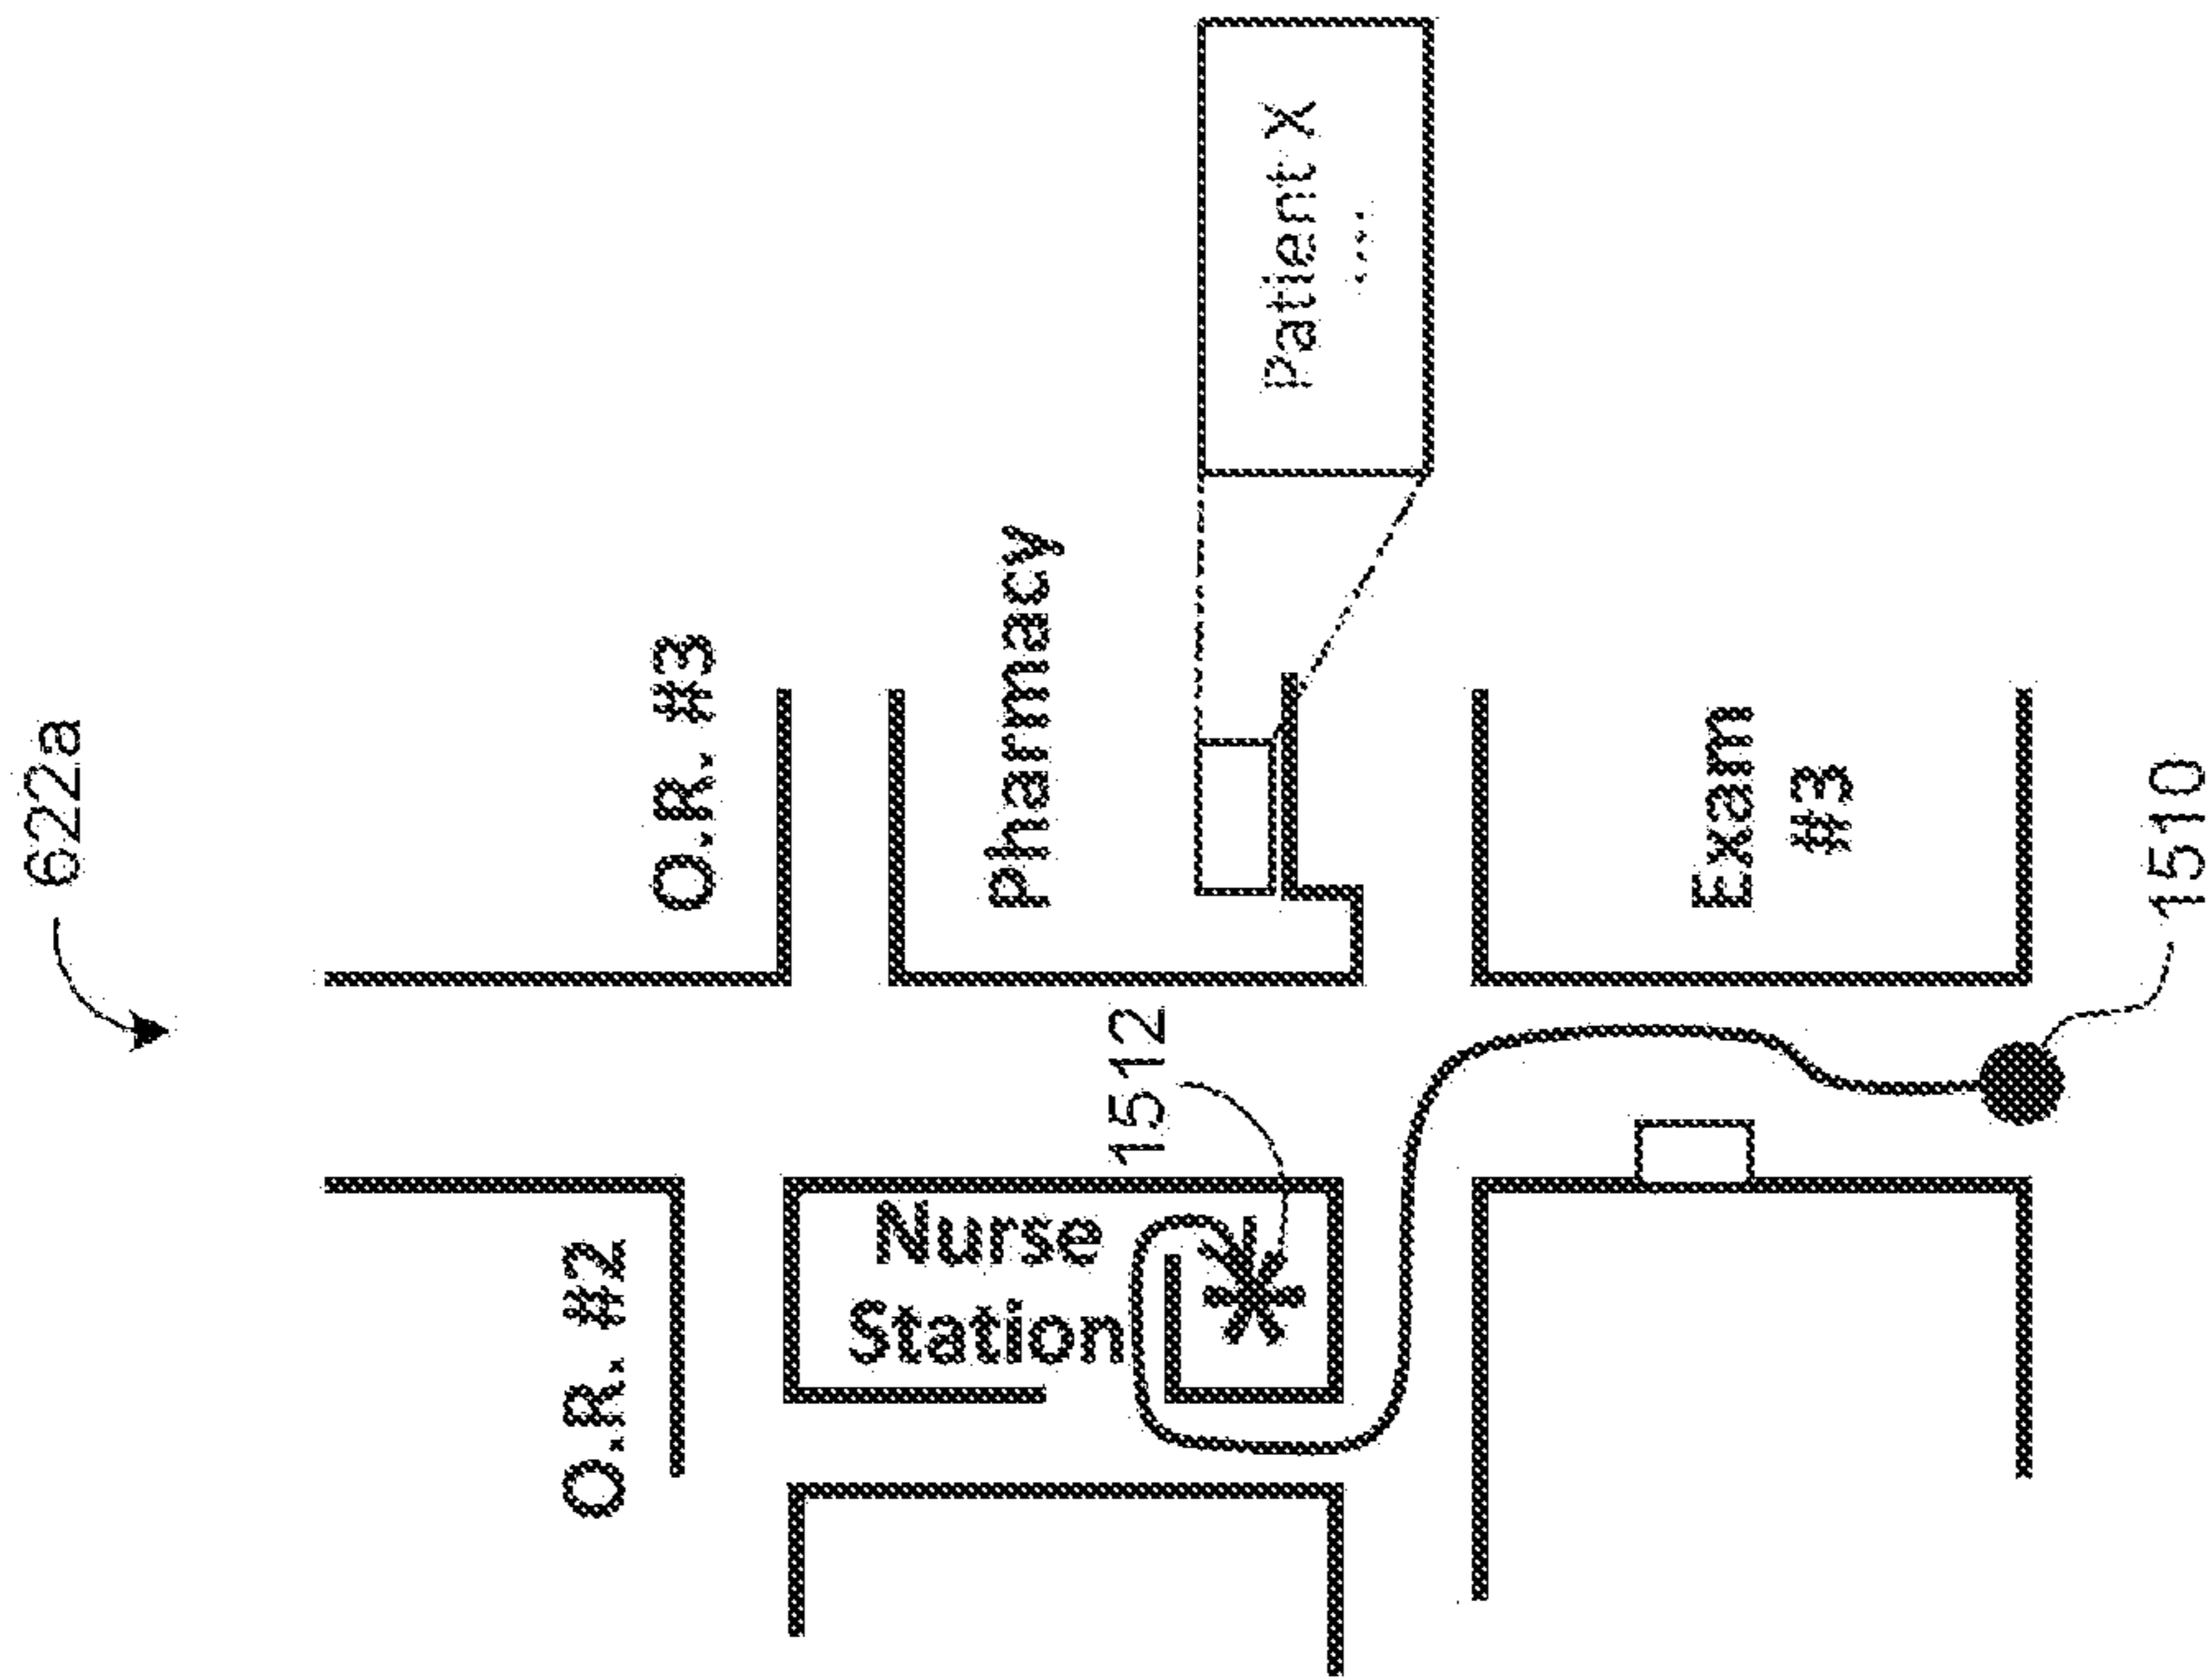 622a
O.R. #2
O.R. #3
Nurse
Station
Pharmacy
1512
Patient X
....
Exam
#3
1510